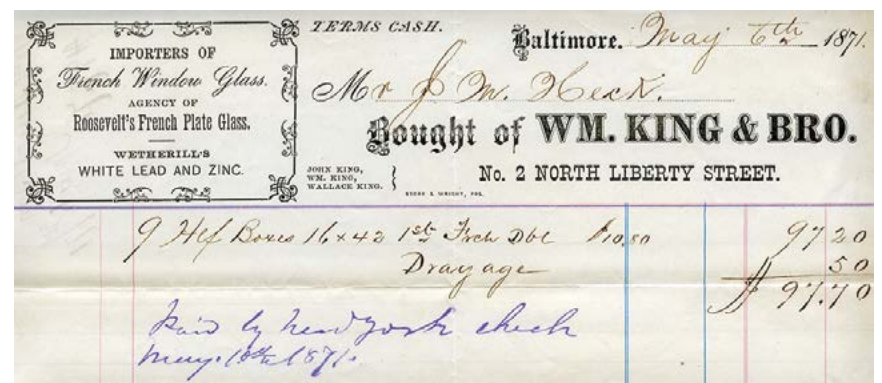 TERMS CASH.
Baltimore. May 6th 1871.
IMPORTERS OF
French Window Glass.
AGENCY OF
Roosevelt's French Plate Glass.
WETHERILL'S
WHITE LEAD AND ZINC.
Mr J. M. Heck.
Bought of WM. KING & BRO.
JOHN KING,
WM. KING,
WALLACE KING.
No. 2 NORTH LIBERTY STREET.
9 Hlf Boxes 16 x 42 1st Frch Dbl $10.80 97 20
Drayage 50
$ 97.70
Paid by New York check
May 1871.